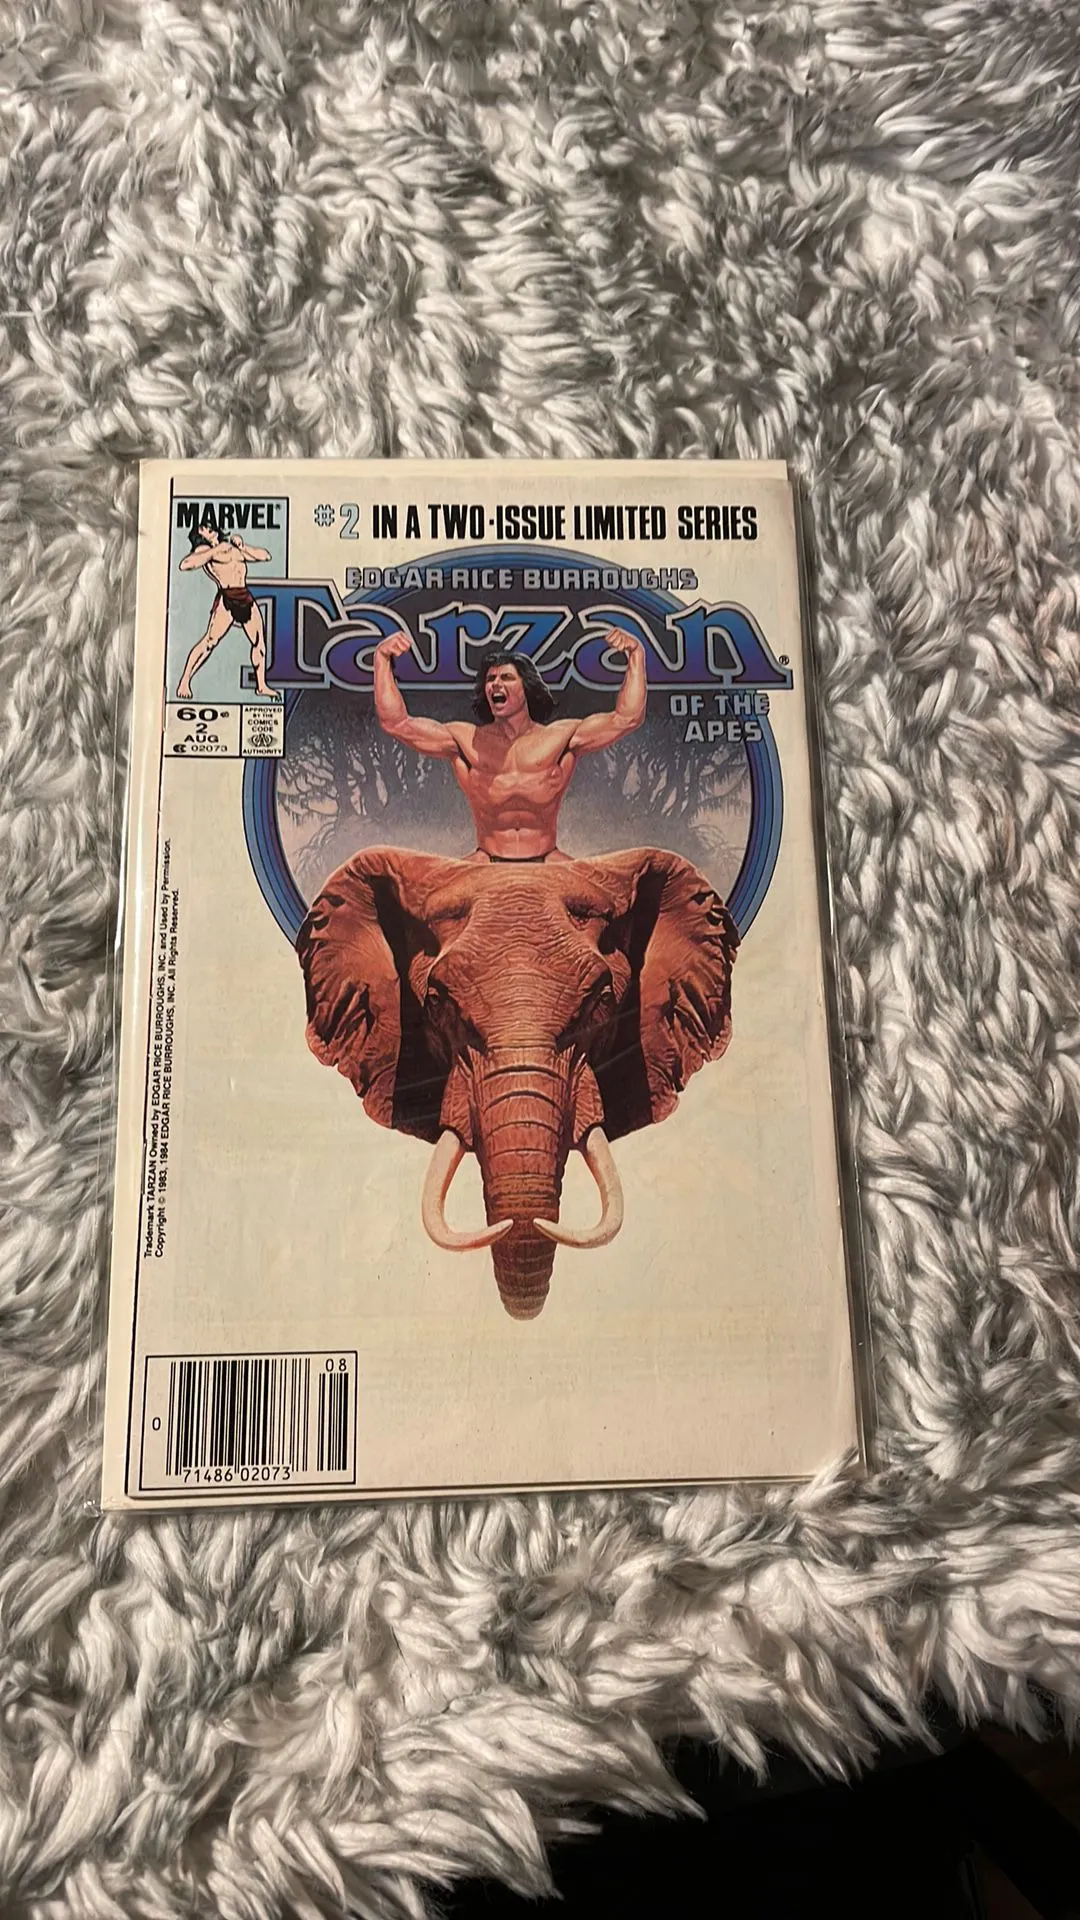 MARVEL®
#2 IN A TWO-ISSUE LIMITED SERIES
EDGAR RICE BURROUGHS
Tarzan®
OF THE
APES
TM
60¢
2
AUG
02073
APPROVED
BY THE
COMICS
CODE
AUTHORITY
Trademark TARZAN Owned by EDGAR RICE BURROUGHS, INC. and Used by Permission.
Copyright © 1983, 1984 EDGAR RICE BURROUGHS, INC. All Rights Reserved.
08
0
71486 02073